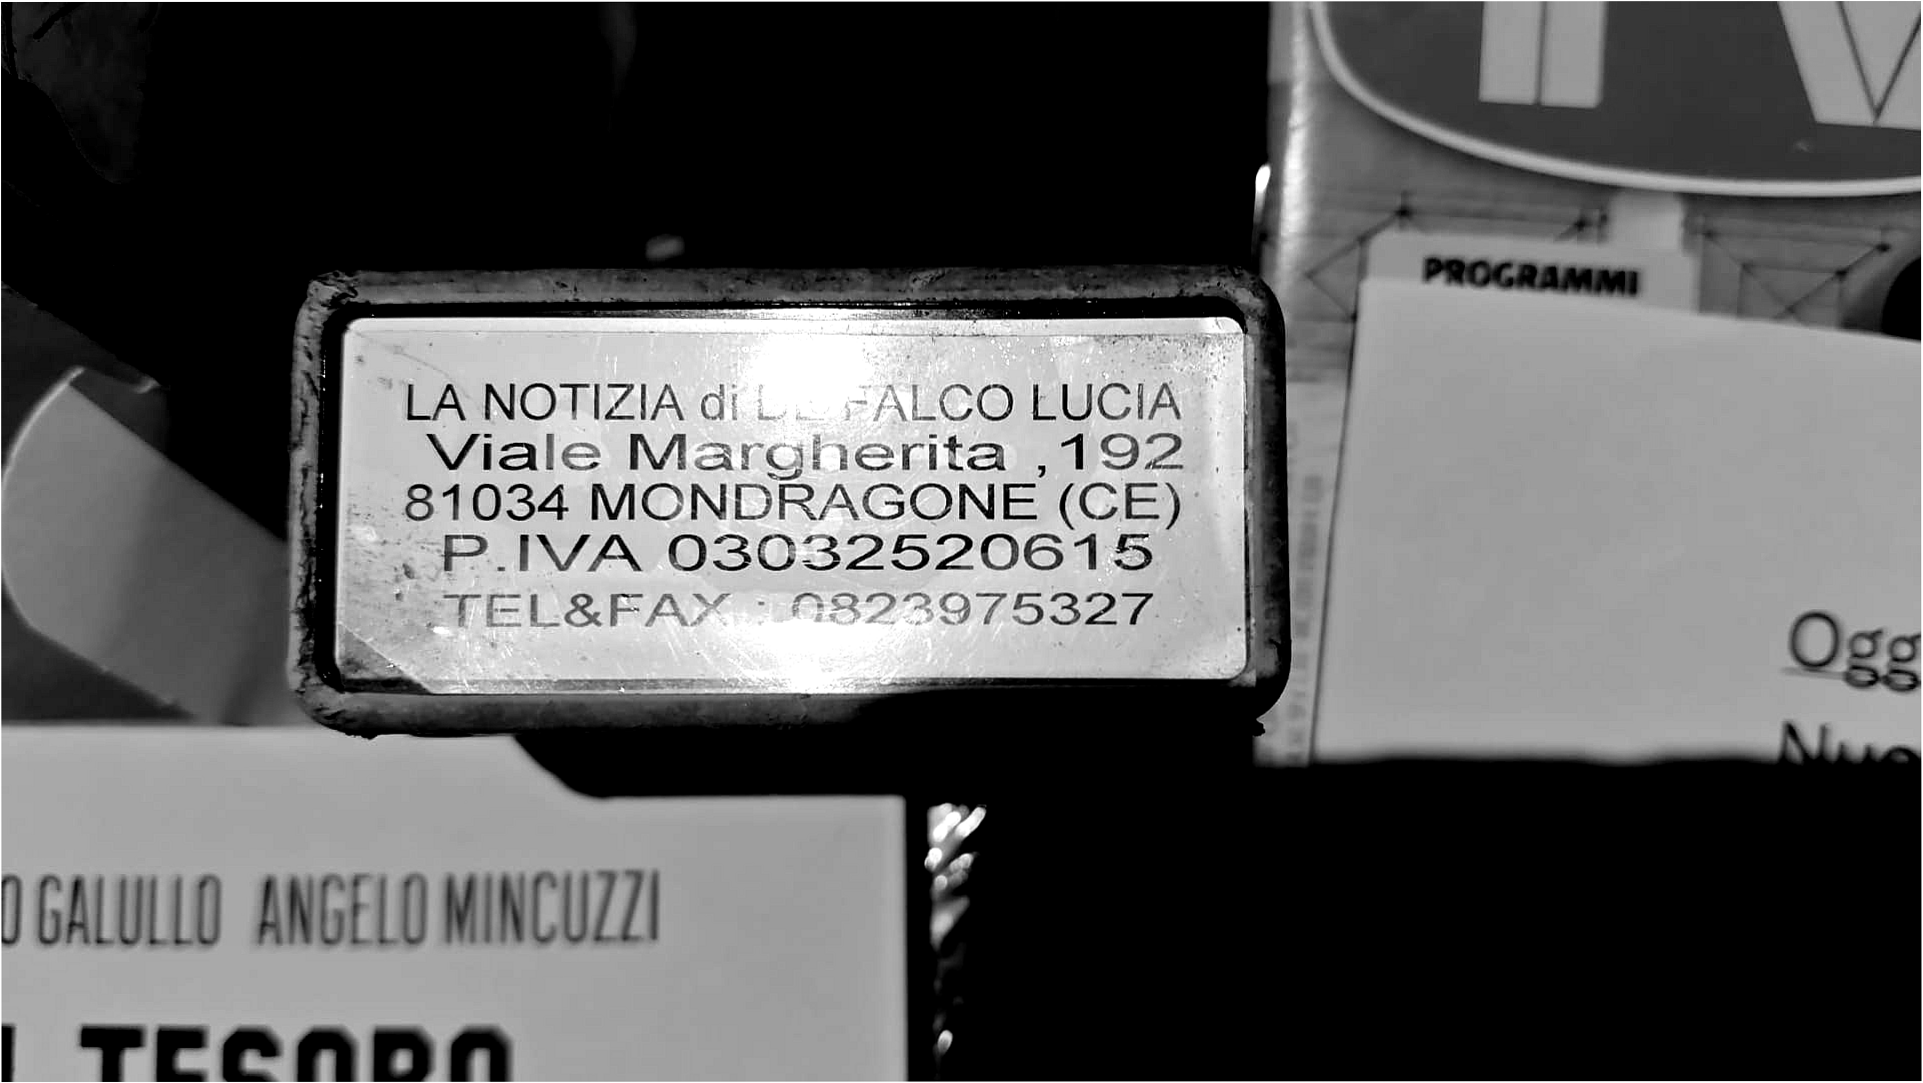 PROGRAMMI
LA NOTIZIA di DE FALCO LUCIA
Viale Margherita ,192
81034 MONDRAGONE (CE)
P.IVA 03032520615
TEL&FAX : 0823975327
GALULLO ANGELO MINCUZZI
TESORO